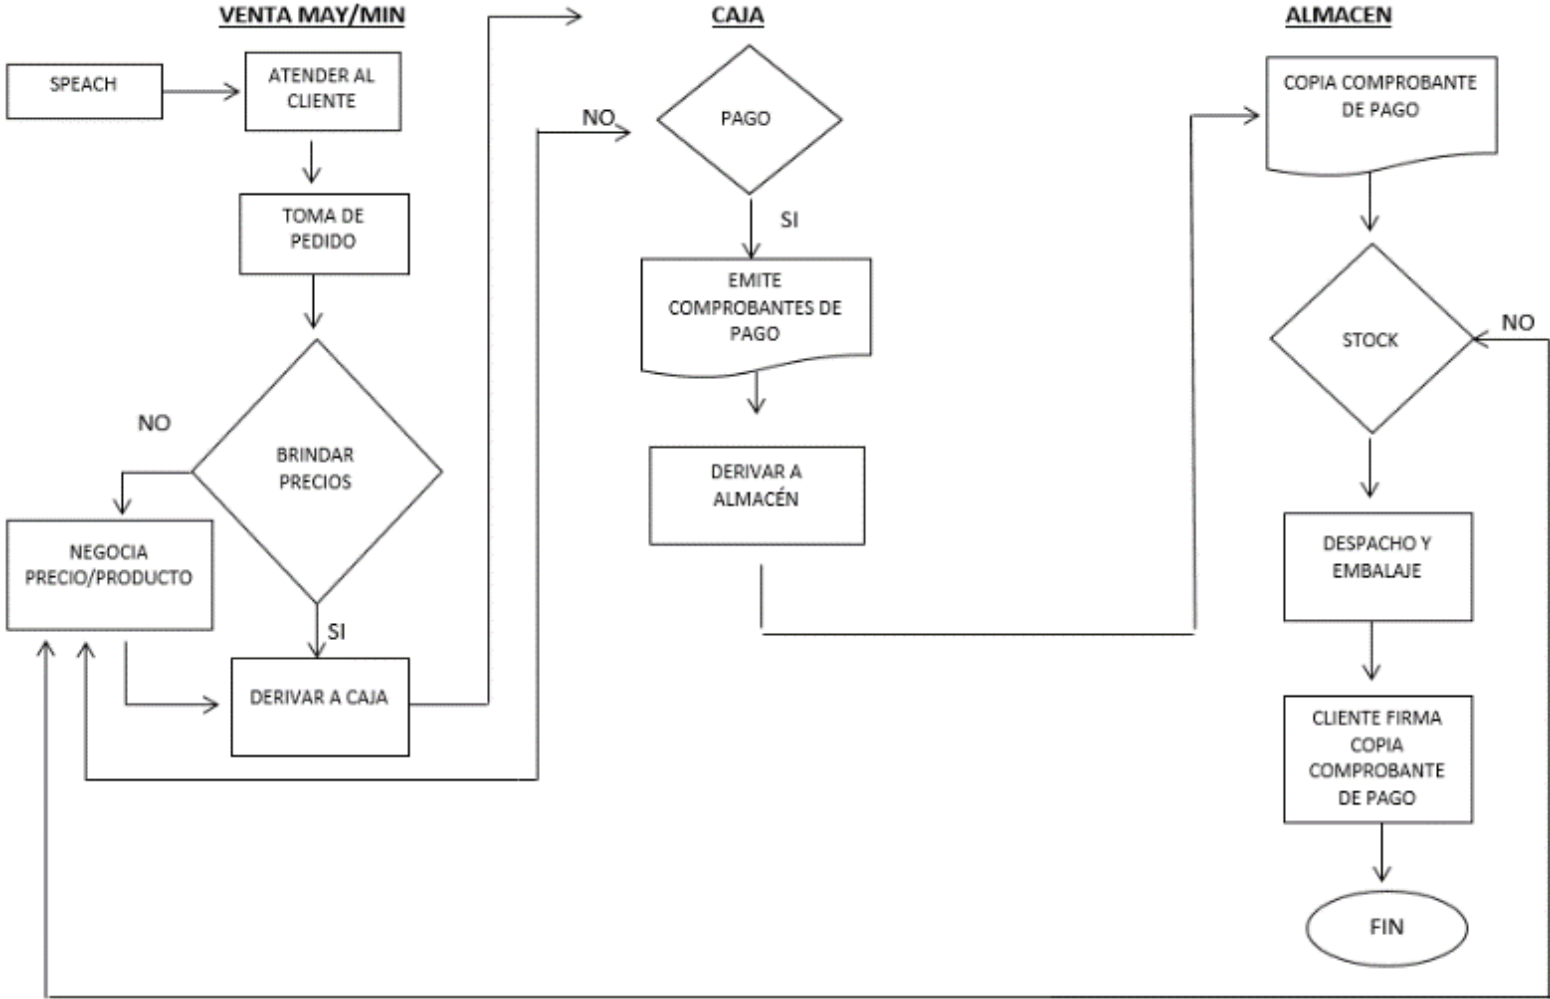 VENTA MAY/MIN
SPEACH
ATENDER AL
CLIENTE
TOMA DE
PEDIDO
BRINDAR
PRECIOS
NO
NEGOCIA
PRECIO/PRODUCTO
SI
DERIVAR A CAJA
CAJA
NO
PAGO
SI
EMITE
COMPROBANTES DE
PAGO
DERIVAR A
ALMACÉN
ALMACEN
COPIA COMPROBANTE
DE PAGO
STOCK
NO
DESPACHO Y
EMBALAJE
CLIENTE FIRMA
COPIA
COMPROBANTE
DE PAGO
FIN